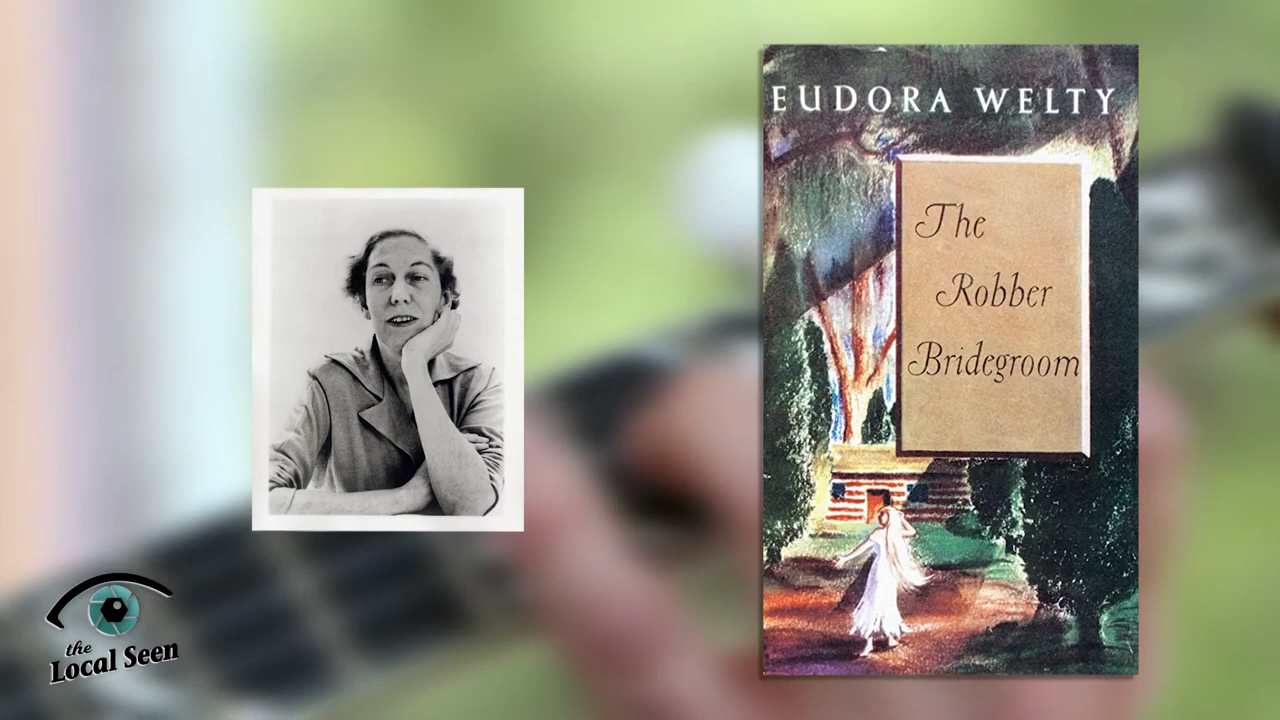 EUDORA WELTY
The
Robber
Bridegroom
the
Local Seen